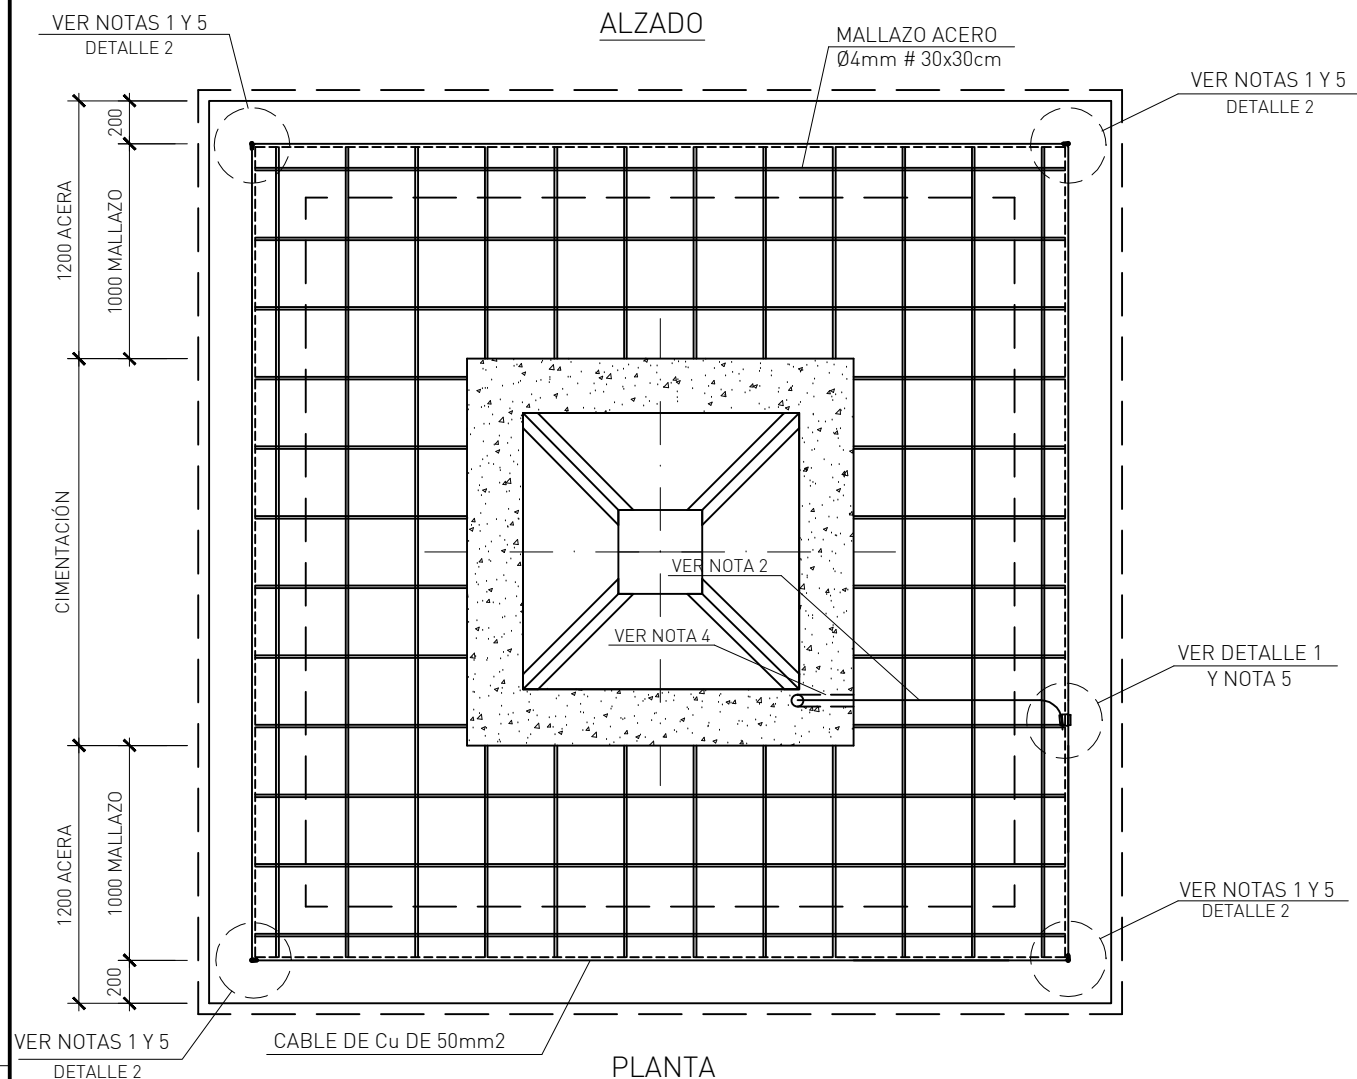 ALZADO
VER NOTAS 1 Y 5
DETALLE 2
MALLAZO ACERO
Ø4mm # 30x30cm
VER NOTAS 1 Y 5
DETALLE 2
200
1200 ACERA
1000 MALLAZO
CIMENTACIÓN
VER NOTA 2
VER NOTA 4
VER DETALLE 1
Y NOTA 5
1200 ACERA
1000 MALLAZO
200
VER NOTAS 1 Y 5
DETALLE 2
VER NOTAS 1 Y 5
DETALLE 2
CABLE DE Cu DE 50mm2
PLANTA